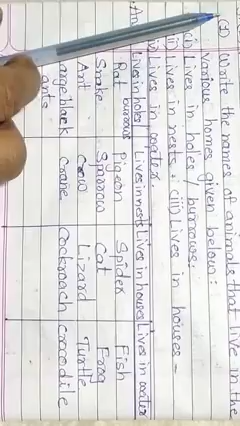 (J) Write the names of animals that live in the
various homes given below:
(i) Lives in holes/burrows.
(ii) Lives in nests. (iii) Lives in houses -
Lives in water.
Ans
Lives in holes/burrows Lives in nests Lives in houses Lives in water
Rat Pigeon Spider Fish
Snake Sparrow Cat Frog
Ant Crow Lizard Turtle
Large black ants Crane Cockroach crocodile